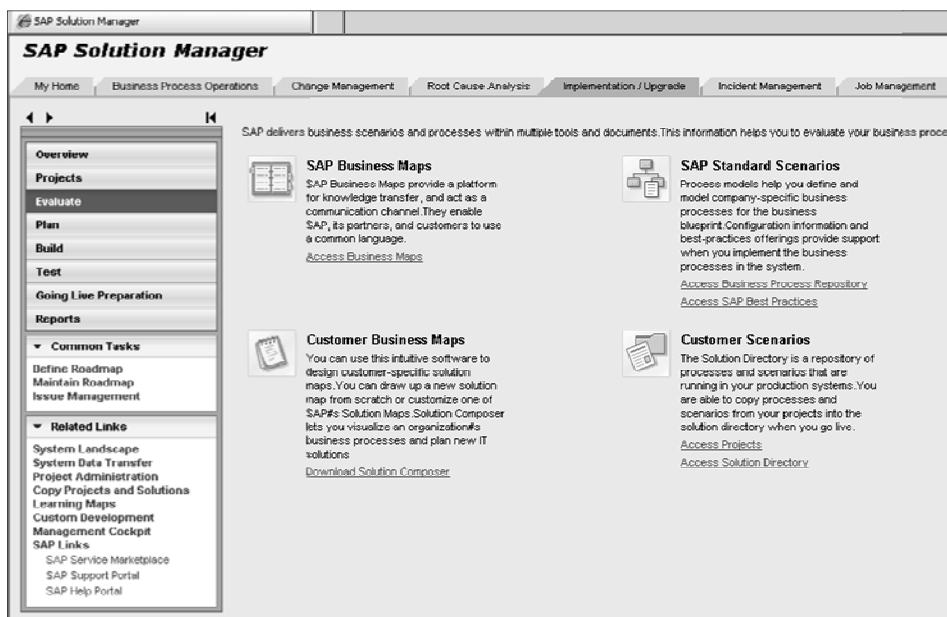 SAP Solution Manager
SAP Solution Manager
My Home
Business Process Operations
Change Management
Root Cause Analysis
Implementation / Upgrade
Incident Management
Job Management
Overview
Projects
Evaluate
Plan
Build
Test
Going Live Preparation
Reports
Common Tasks
Define Roadmap
Maintain Roadmap
Issue Management
Related Links
System Landscape
System Data Transfer
Project Administration
Copy Projects and Solutions
Learning Maps
Custom Development
Management Cockpit
SAP Links
SAP Service Marketplace
SAP Support Portal
SAP Help Portal
SAP delivers business scenarios and processes within multiple tools and documents.This information helps you to evaluate your business proce
SAP Business Maps
SAP Business Maps provide a platform
for knowledge transfer, and act as a
communication channel.They enable
SAP, its partners, and customers to use
a common language.
Access Business Maps
SAP Standard Scenarios
Process models help you define and
model company-specific business
processes for the business
blueprint.Configuration information and
best-practices offerings provide support
when you implement the business
processes in the system.
Access Business Process Repository
Access SAP Best Practices
Customer Business Maps
You can use this intuitive software to
design customer-specific solution
maps.You can draw up a new solution
map from scratch or customize one of
SAP#s Solution Maps.Solution Composer
lets you visualize an organization#s
business processes and plan new IT
solutions
Download Solution Composer
Customer Scenarios
The Solution Directory is a repository of
processes and scenarios that are
running in your production systems.You
are able to copy processes and
scenarios from your projects into the
solution directory when you go live.
Access Projects
Access Solution Directory